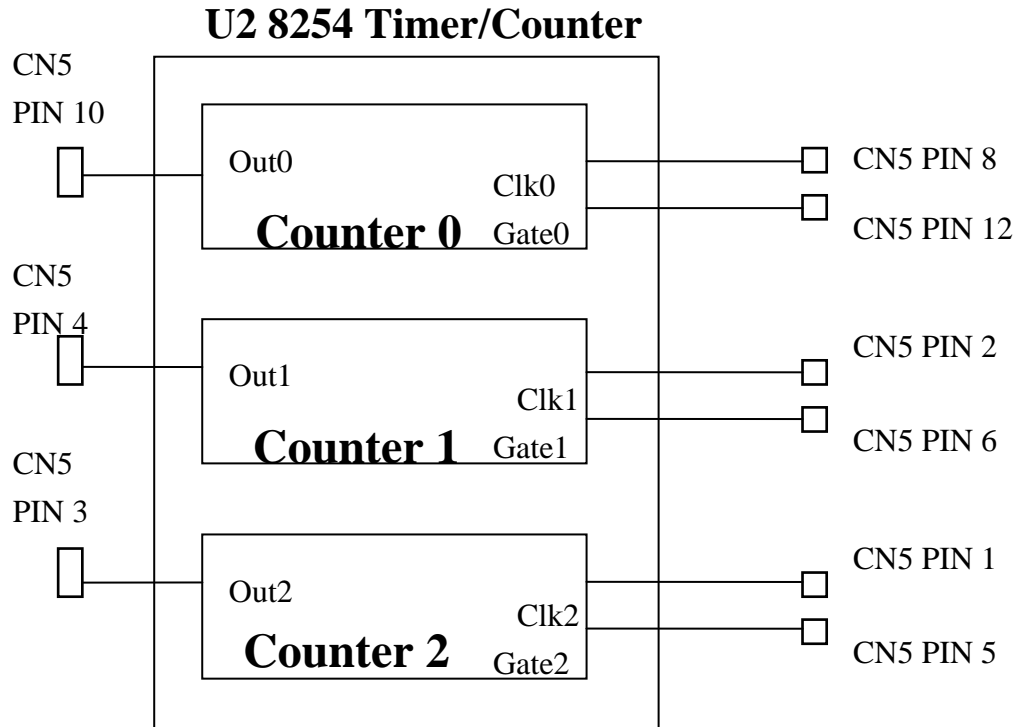 U2 8254 Timer/Counter
CN5
PIN 10
Out0
Clk0
Counter 0
Gate0
CN5 PIN 8
CN5 PIN 12
CN5
PIN 4
Out1
Clk1
Counter 1
Gate1
CN5 PIN 2
CN5 PIN 6
CN5
PIN 3
Out2
Clk2
Counter 2
Gate2
CN5 PIN 1
CN5 PIN 5